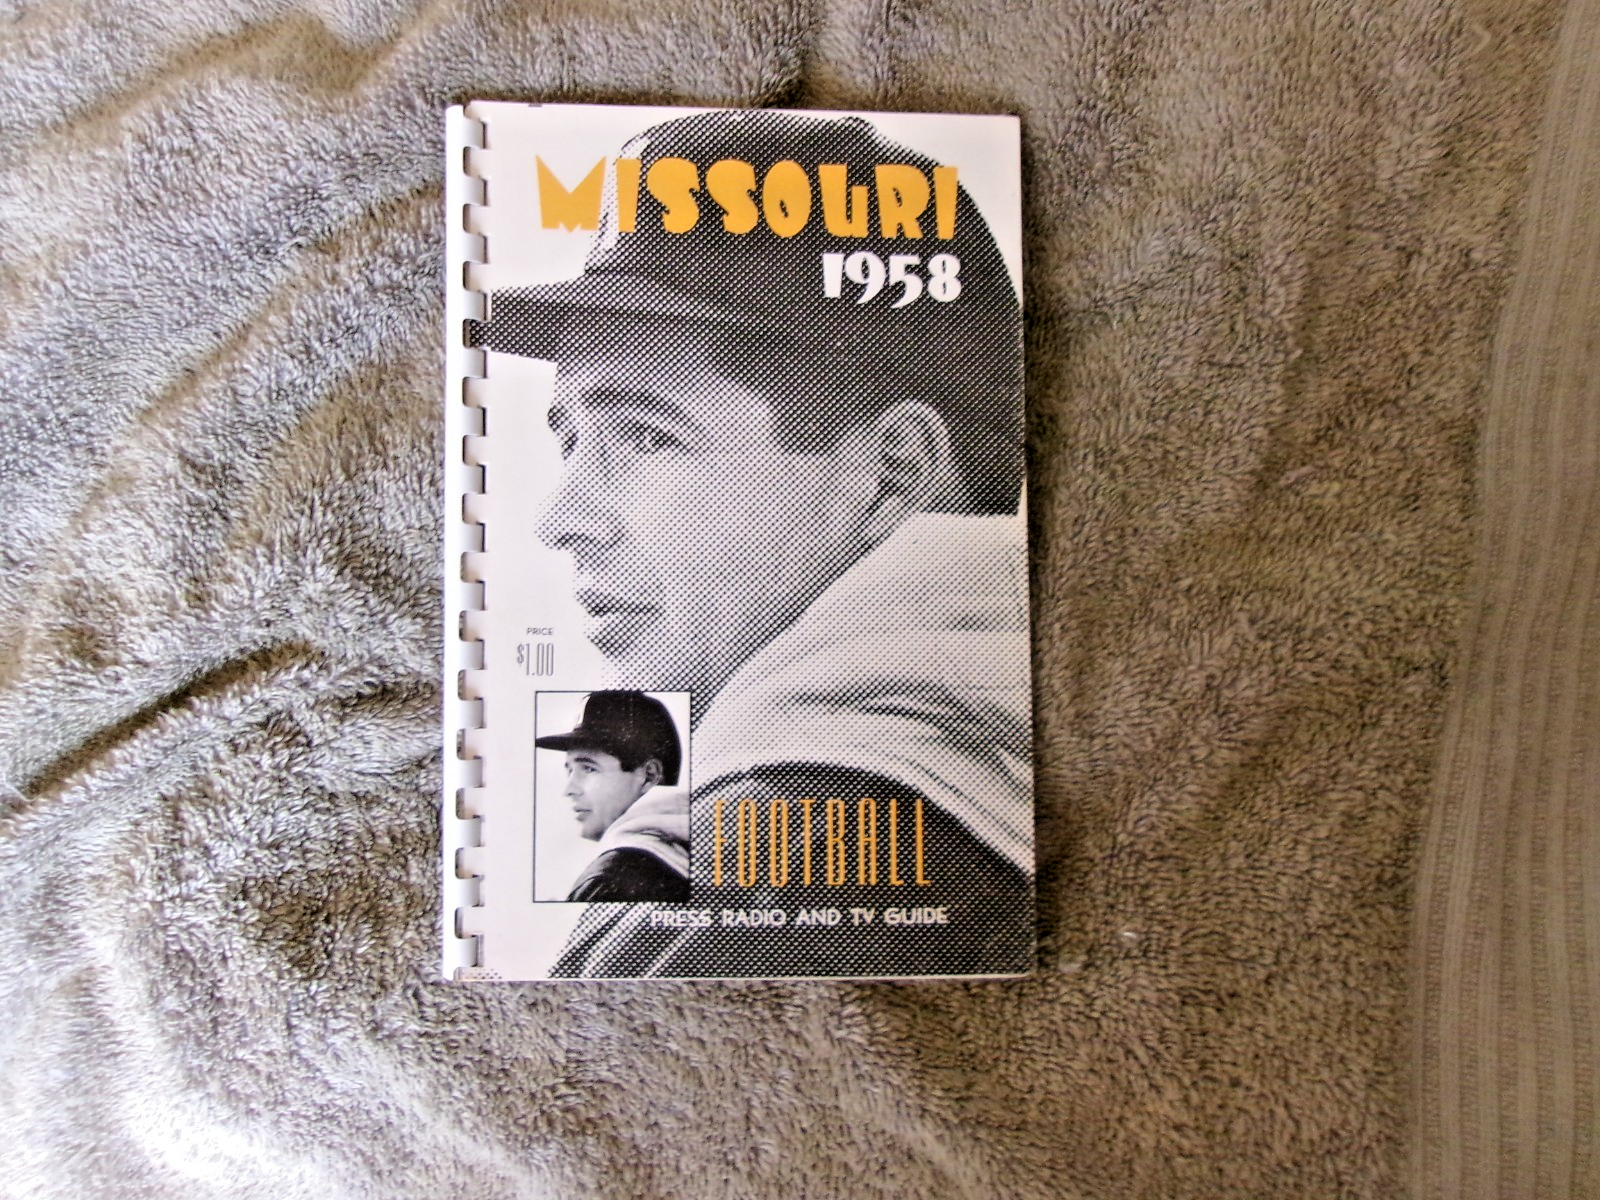 MISSOURI
1958
PRICE
$1.00
FOOTBALL
PRESS RADIO AND TV GUIDE